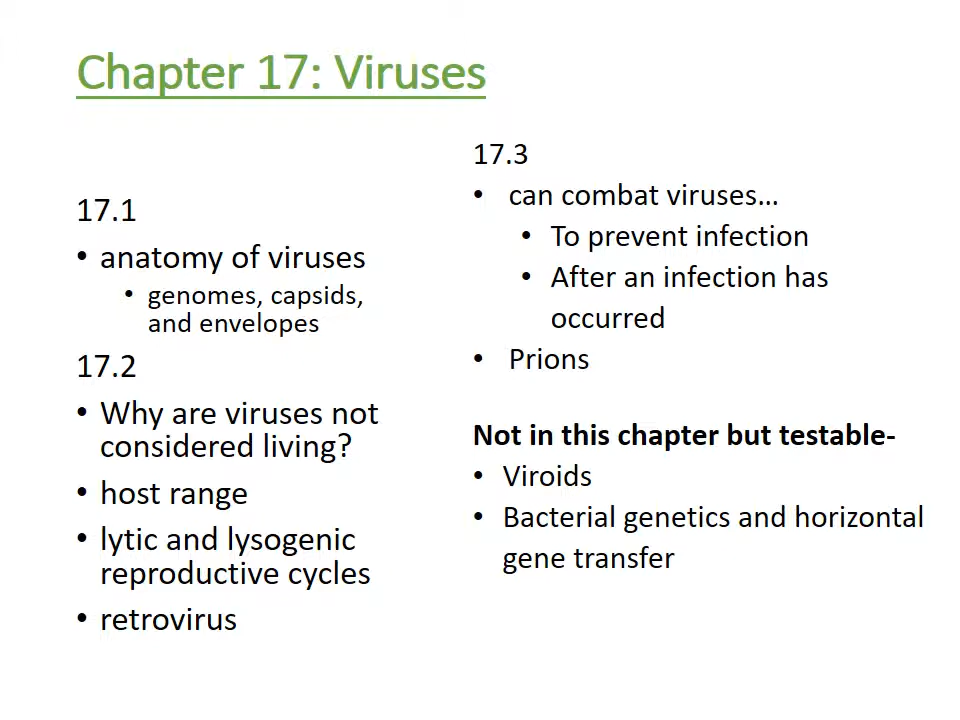 Chapter 17: Viruses
17.1
• anatomy of viruses
• genomes, capsids,
and envelopes
17.2
• Why are viruses not
considered living?
• host range
• lytic and lysogenic
reproductive cycles
• retrovirus
17.3
• can combat viruses…
• To prevent infection
• After an infection has
occurred
• Prions
Not in this chapter but testable-
• Viroids
• Bacterial genetics and horizontal
gene transfer